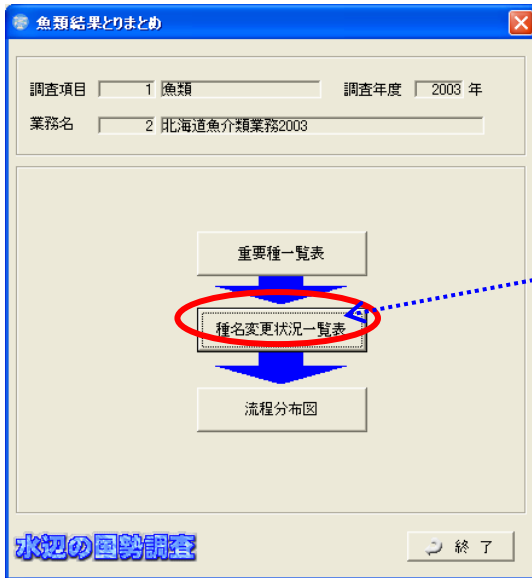 魚類結果とりまとめ
調査項目 1 魚類 調査年度 2003 年
業務名 2 北海道魚介類業務2003
重要種一覧表
種名変更状況一覧表
流程分布図
水辺の国勢調査 終 了